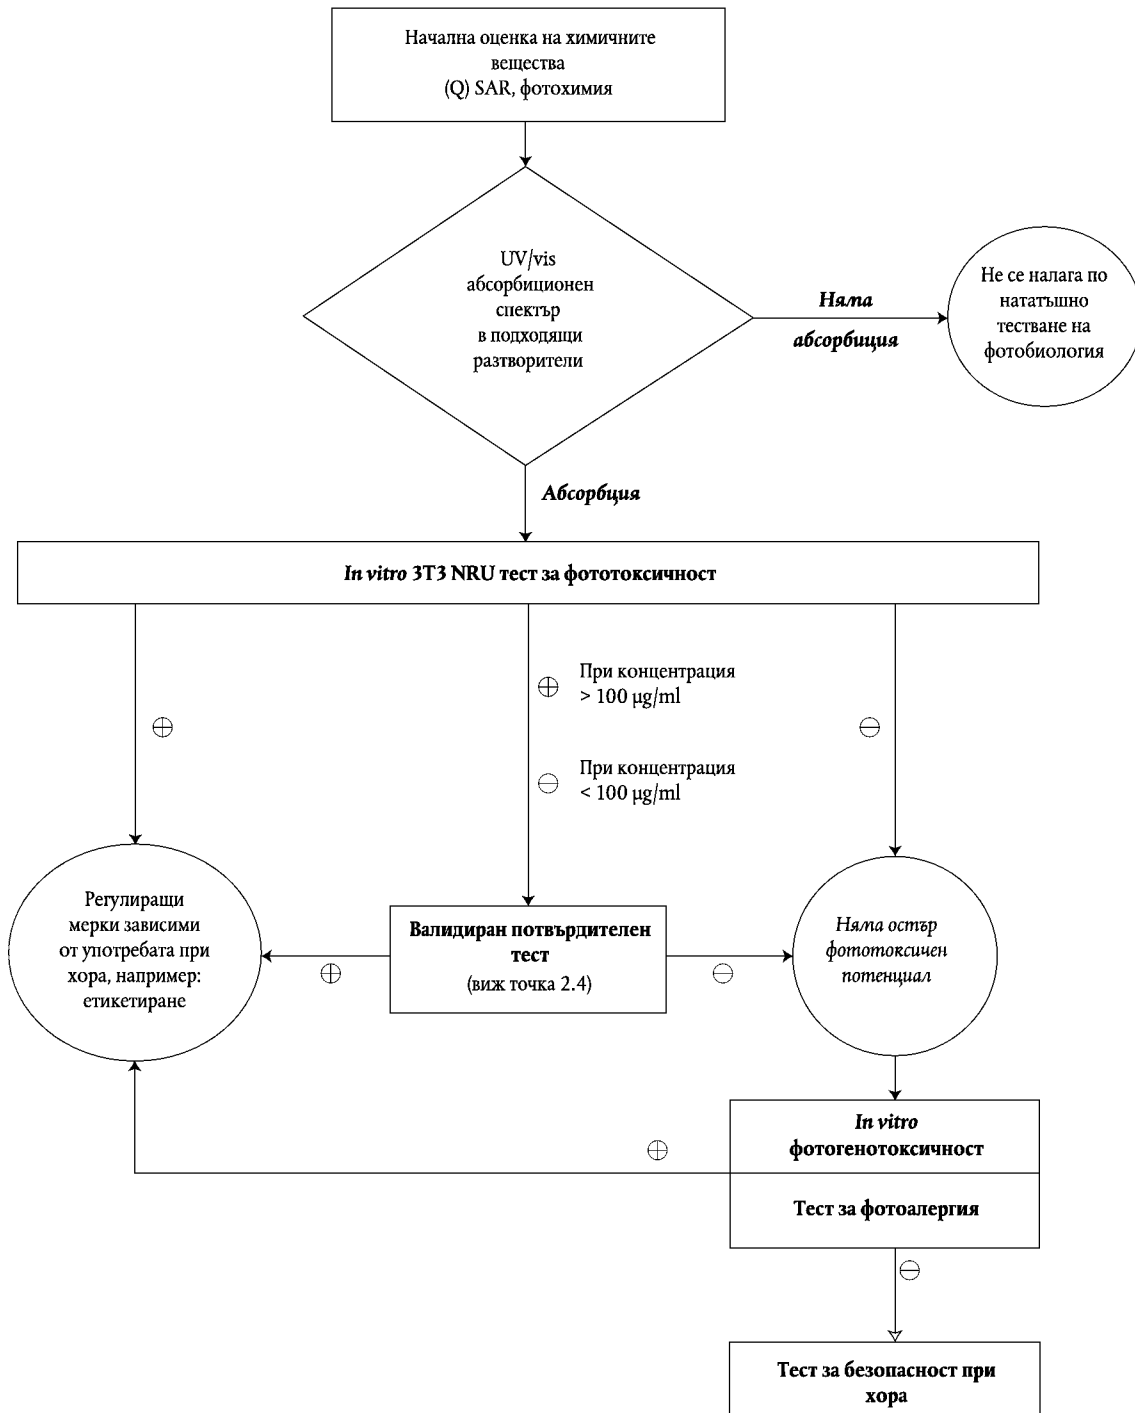 Начална оценка на химичните
вещества
(Q) SAR, фотохимия
UV/vis
абсорбиционен
спектър
в подходящи
разтворители
Няма
абсорбиция
Не се налага по
нататъшно
тестване на
фотобиология
Абсорбция
In vitro 3T3 NRU тест за фототоксичност
При концентрация
> 100 µg/ml
При концентрация
< 100 µg/ml
Регулиращи
мерки зависими
от употребата при
хора, например:
етикетиране
Валидиран потвърдителен
тест
(виж точка 2.4)
Няма остър
фототоксичен
потенциал
In vitro
фотогенотоксичност
Тест за фотоалергия
Тест за безопасност при
хора